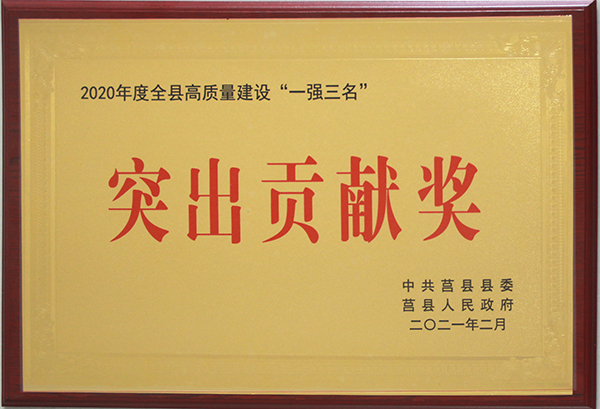 2020年度全县高质量建设“一强三名”
突出贡献奖
中共莒县县委
莒县人民政府
二〇二一年二月